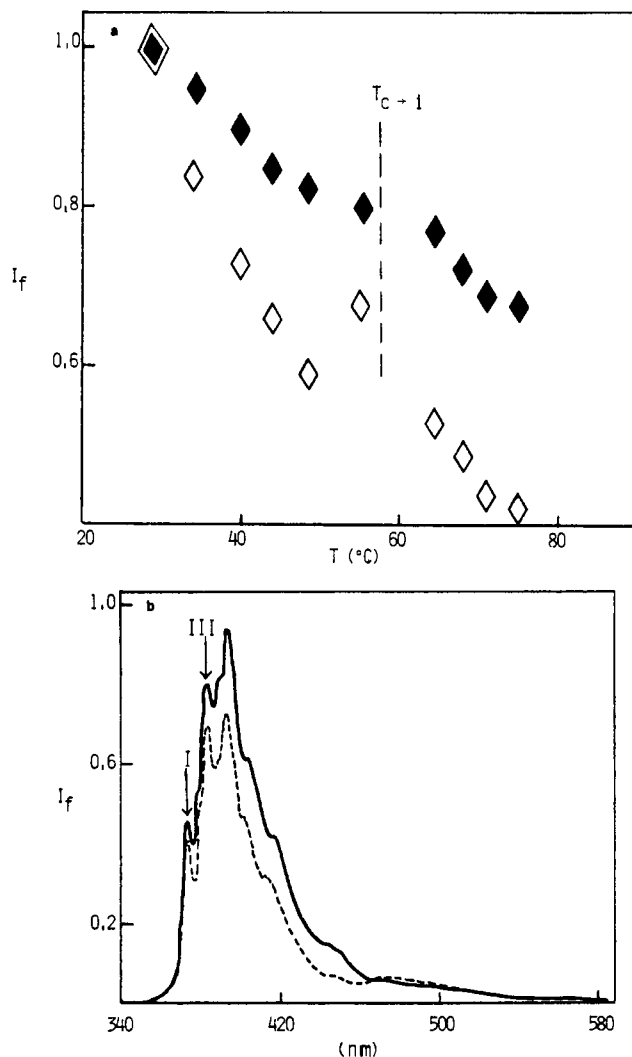 a
1,0
T_C→1
0,8
I_f
0,6
20 40 60 80
T (°C)
1,0
b
III
I
0,6
I_f
0,2
340 420 500 580
(nm)